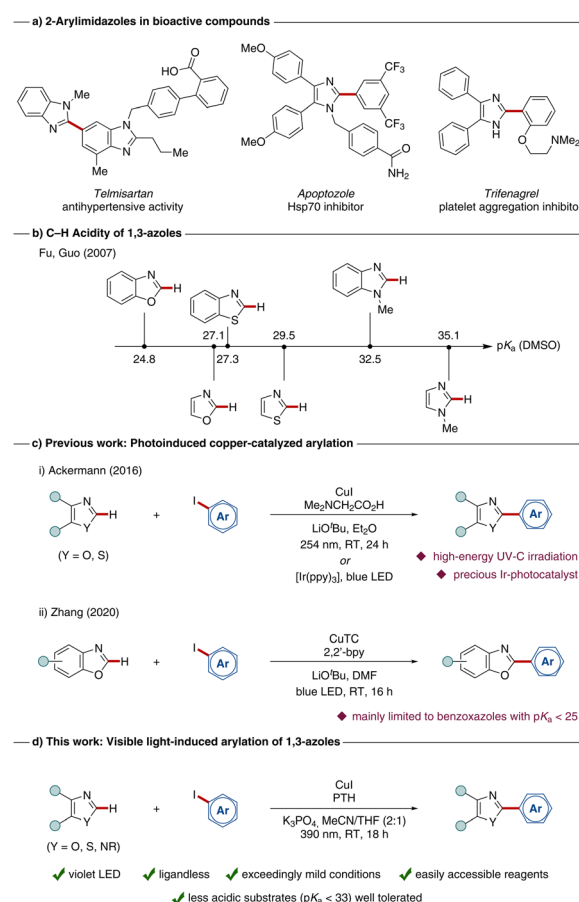 a) 2-Arylimidazoles in bioactive compounds
N
Me
N
N
N
Me
N
Me
HO
O
MeO
MeO
N
N
CF3
CF3
O
NH2
N
N
H
O
NMe2
Telmisartan
antihypertensive activity
Apoptozole
Hsp70 inhibitor
Trifenagrel
platelet aggregation inhibito
b) C–H Acidity of 1,3-azoles
Fu, Guo (2007)
N
O
H
N
S
H
N
N
Me
H
27.1
29.5
35.1
pKa (DMSO)
24.8
27.3
32.5
N
O
H
N
S
H
N
N
Me
H
c) Previous work: Photoinduced copper-catalyzed arylation
i) Ackermann (2016)
N
Y
H
+
I
Ar
CuI
Me2NCH2CO2H
LiOtBu, Et2O
254 nm, RT, 24 h
or
[Ir(ppy)3], blue LED
N
Y
Ar
(Y = O, S)
high-energy UV-C irradiation
precious Ir-photocatalyst
ii) Zhang (2020)
N
O
H
+
I
Ar
CuTC
2,2'-bpy
LiOtBu, DMF
blue LED, RT, 16 h
N
O
Ar
mainly limited to benzoxazoles with pKa < 25
d) This work: Visible light-induced arylation of 1,3-azoles
N
Y
H
+
I
Ar
CuI
PTH
K3PO4, MeCN/THF (2:1)
390 nm, RT, 18 h
N
Y
Ar
(Y = O, S, NR)
violet LED
ligandless
exceedingly mild conditions
easily accessible reagents
less acidic substrates (pKa < 33) well tolerated